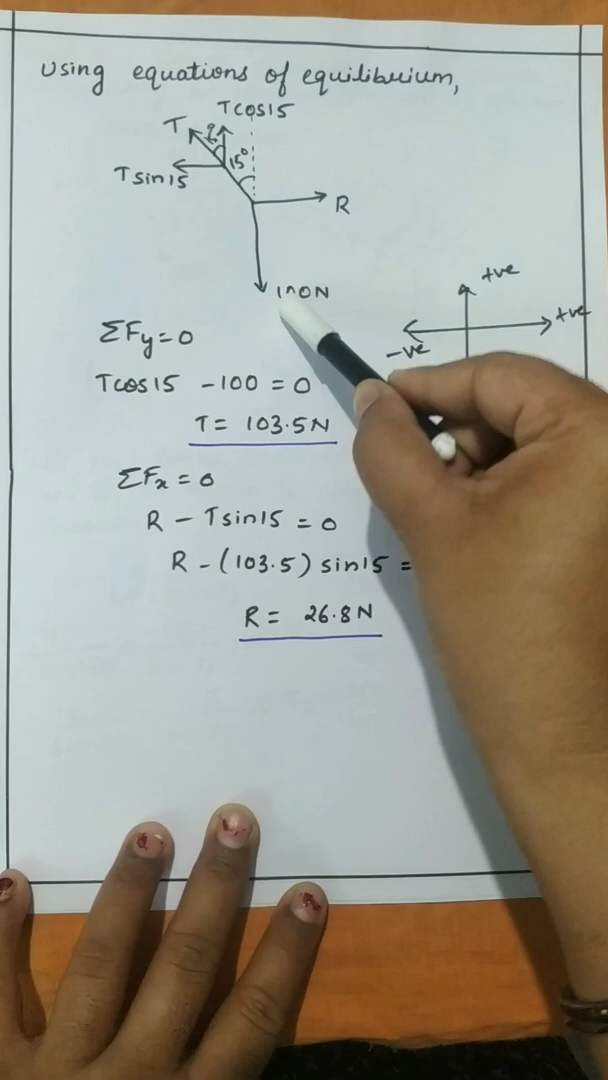 Using equations of equilibrium,
Tcos15
T
15°
Tsin15
R
100N
+ve
+ve
-ve
ΣFy=0
Tcos15 -100 = 0
T= 103.5N
ΣFx = 0
R - Tsin15 = 0
R - (103.5) sin15 =
R = 26.8N